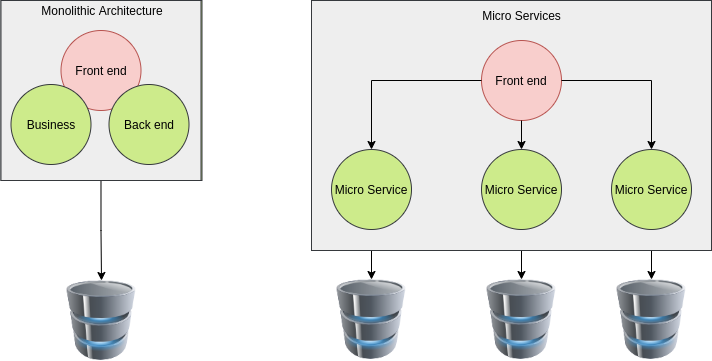 Monolithic Architecture
Front end
Business
Back end
Micro Services
Front end
Micro Service
Micro Service
Micro Service